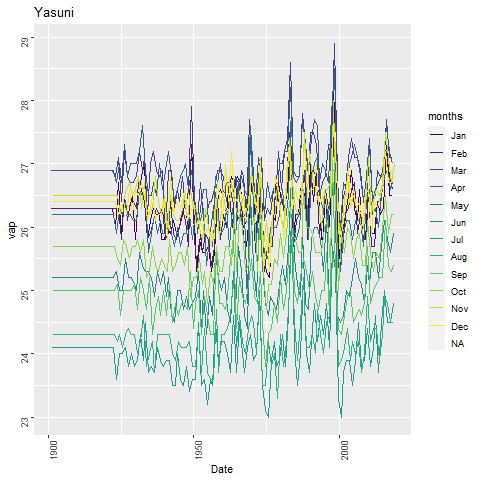 Yasuni
29
28
27
26
25
24
23
vap
1900
1950
2000
Date
months
Jan
Feb
Mar
Apr
May
Jun
Jul
Aug
Sep
Oct
Nov
Dec
NA